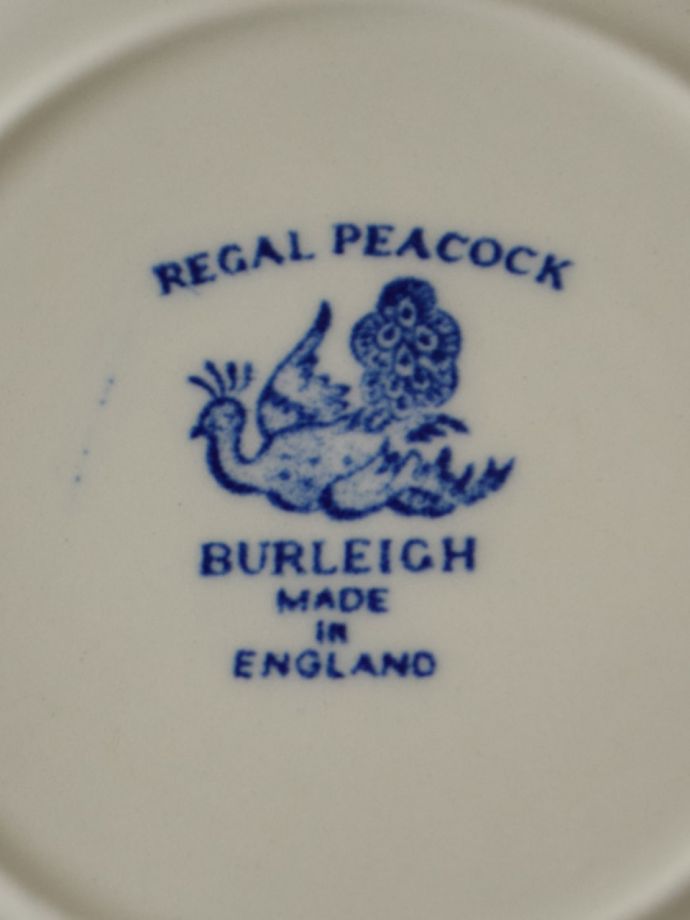 REGAL PEACOCK
BURLEIGH
MADE
in
ENGLAND